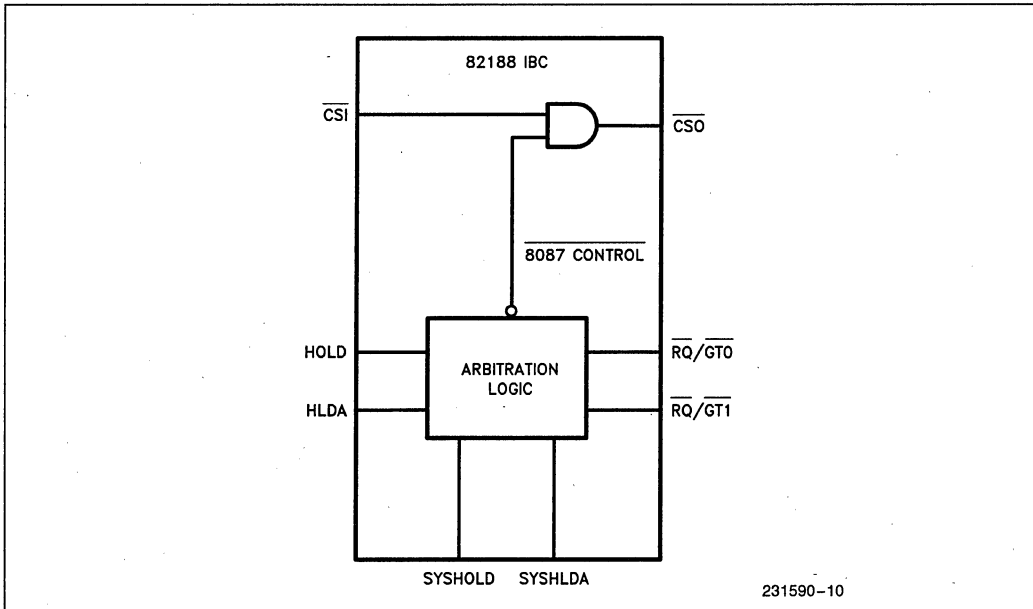 82188 IBC
CSI
CSO
8087 CONTROL
HOLD
RQ/GT0
ARBITRATION
LOGIC
HLDA
RQ/GT1
SYSHOLD SYSHLDA
231590-10